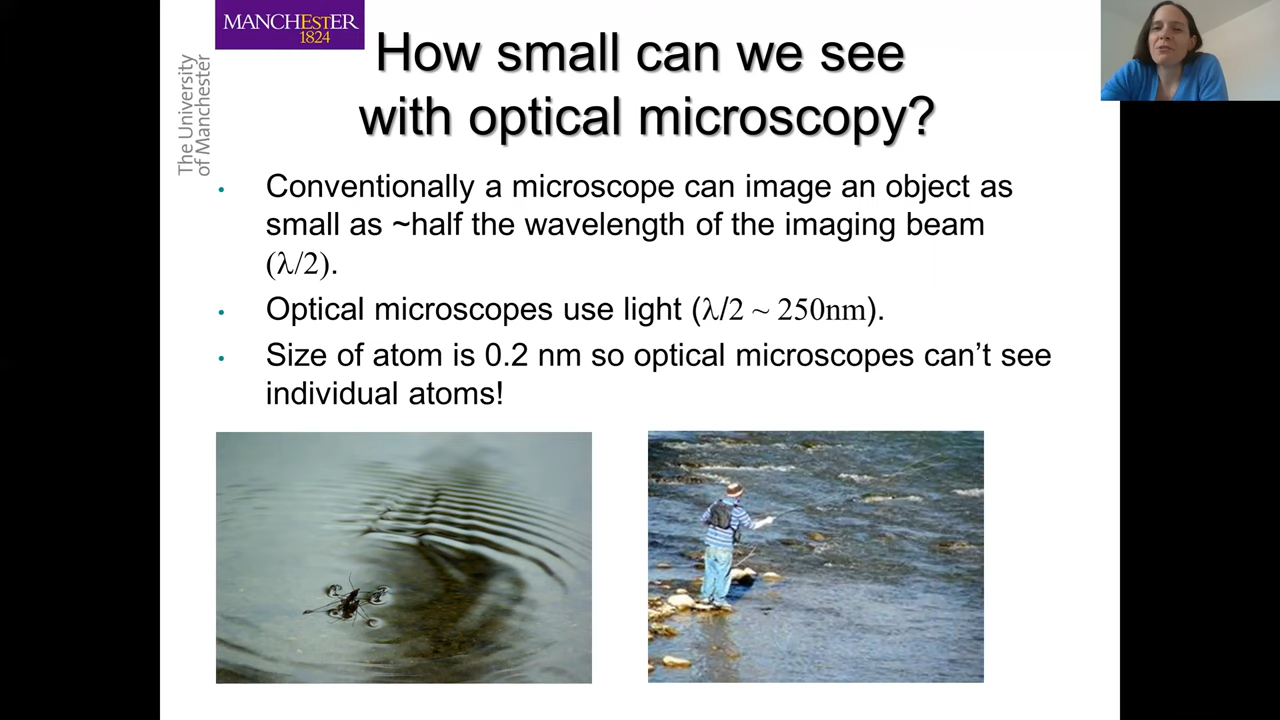 MANCHESTER
1824
The University
of Manchester
How small can we see
with optical microscopy?
• Conventionally a microscope can image an object as
small as ~half the wavelength of the imaging beam
(λ/2).
• Optical microscopes use light (λ/2 ~ 250nm).
• Size of atom is 0.2 nm so optical microscopes can’t see
individual atoms!